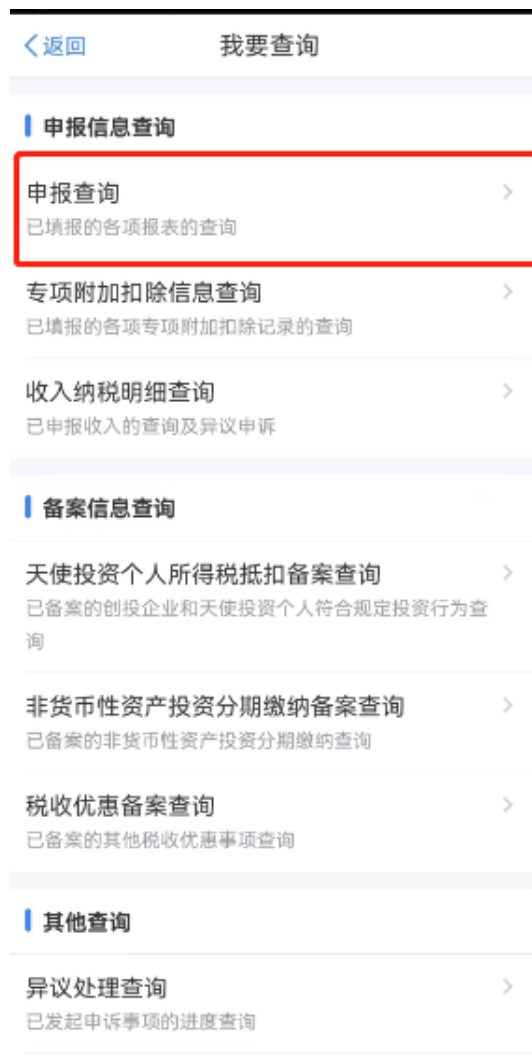 返回
我要查询
申报信息查询
申报查询
已填报的各项报表的查询
专项附加扣除信息查询
已填报的各项专项附加扣除记录的查询
收入纳税明细查询
已申报收入的查询及异议申诉
备案信息查询
天使投资个人所得税抵扣备案查询
已备案的创投企业和天使投资个人符合规定投资行为查
询
非货币性资产投资分期缴纳备案查询
已备案的非货币性资产投资分期缴纳查询
税收优惠备案查询
已备案的其他税收优惠事项查询
其他查询
异议处理查询
已发起申诉事项的进度查询